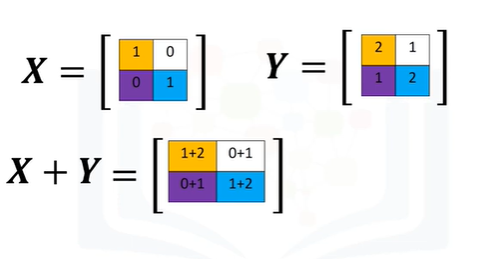 X = [ 1 0 Y = [ 2 1
0 1 ] 1 2 ]
X + Y = [ 1+2 0+1
0+1 1+2 ]